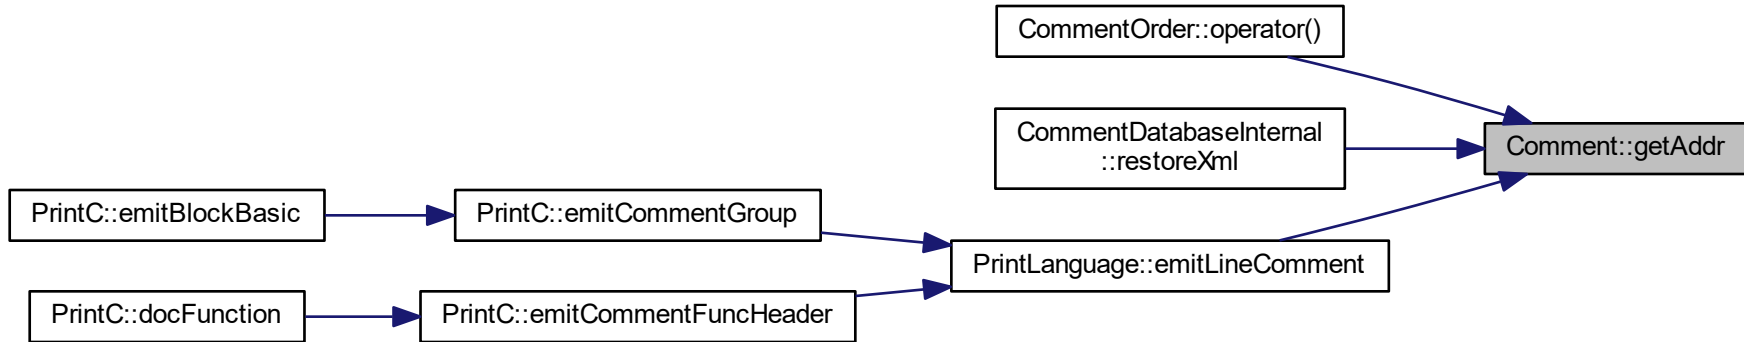 CommentOrder::operator()
CommentDatabaseInternal
::restoreXml
Comment::getAddr
PrintC::emitBlockBasic
PrintC::emitCommentGroup
PrintLanguage::emitLineComment
PrintC::docFunction
PrintC::emitCommentFuncHeader